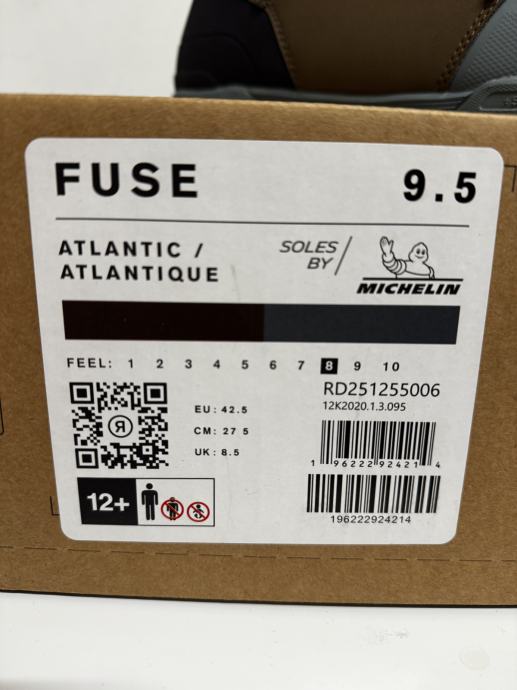 FUSE 9.5
ATLANTIC /
ATLANTIQUE
SOLES
BY /
MICHELIN
FEEL: 1 2 3 4 5 6 7 8 9 10
EU: 42.5
CM: 27 5
UK: 8.5
RD251255006
12K2020.1.3.095
1 96222 92421 4
196222924214
12+